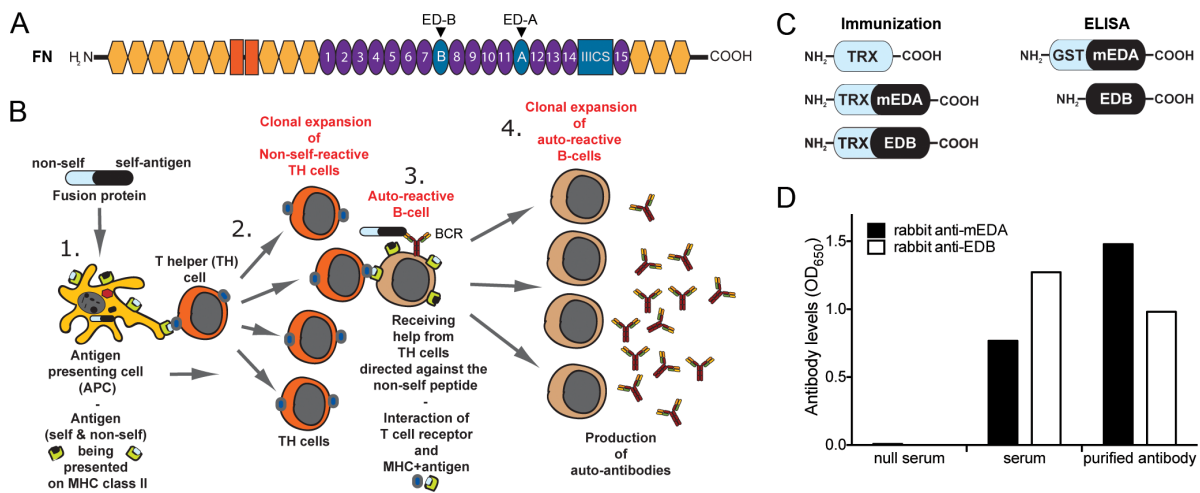 A
ED-B
ED-A
FN
H₂N
1 2 3 4 5 6 7 B 8 9 10 11 A 12 13 14 IIICS 15
COOH
B
non-self
self-antigen
Fusion protein
1.
Antigen
presenting cell
(APC)
-
Antigen
(self & non-self)
being
presented
on MHC class II
2.
T helper (TH)
cell
Clonal expansion
of
Non-self-reactive
TH cells
TH cells
3.
Auto-reactive
B-cell
BCR
Receiving
help from
TH cells
directed against the
non-self peptide
-
Interaction of
T cell receptor
and
MHC+antigen
4.
Clonal expansion
of
auto-reactive
B-cells
Production
of
auto-antibodies
C
Immunization
NH₂ TRX
NH₂ TRX mEDA COOH
NH₂ TRX EDB COOH
ELISA
NH₂ GST mEDA COOH
NH₂ EDB COOH
D
rabbit anti-mEDA
rabbit anti-EDB
Antibody levels (OD₆₅₀)
1.5
1.0
0.5
0.0
null serum
serum
purified antibody